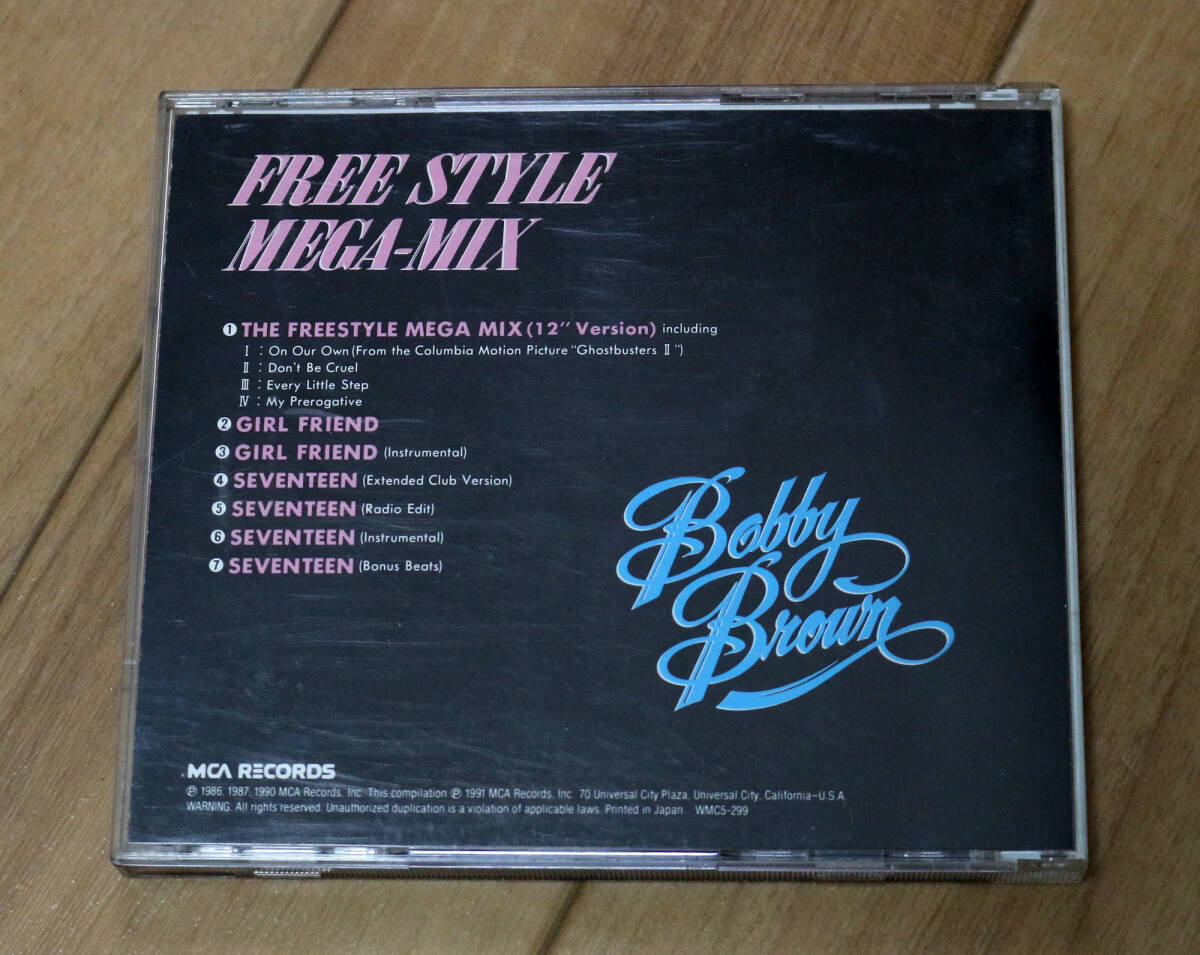 FREE STYLE
MEGA-MIX
❶ THE FREESTYLE MEGA MIX (12″ Version) including
Ⅰ : On Our Own (From the Columbia Motion Picture “Ghostbusters Ⅱ”)
Ⅱ : Don't Be Cruel
Ⅲ : Every Little Step
Ⅳ : My Prerogative
❷ GIRL FRIEND
❸ GIRL FRIEND (Instrumental)
❹ SEVENTEEN (Extended Club Version)
❺ SEVENTEEN (Radio Edit)
❻ SEVENTEEN (Instrumental)
❼ SEVENTEEN (Bonus Beats)
Bobby
Brown
MCA RECORDS
℗ 1986, 1987, 1990 MCA Records, Inc. This compilation ℗ 1991 MCA Records, Inc. 70 Universal City Plaza, Universal City, California-U.S.A.
WARNING: All rights reserved. Unauthorized duplication is a violation of applicable laws. Printed in Japan. WMC5-299